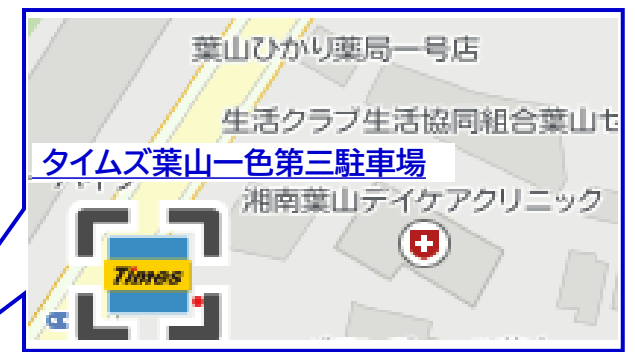 葉山ひかり薬局一号店
生活クラブ生活協同組合葉山セ
タイムズ葉山一色第三駐車場
湘南葉山デイケアクリニック
Times